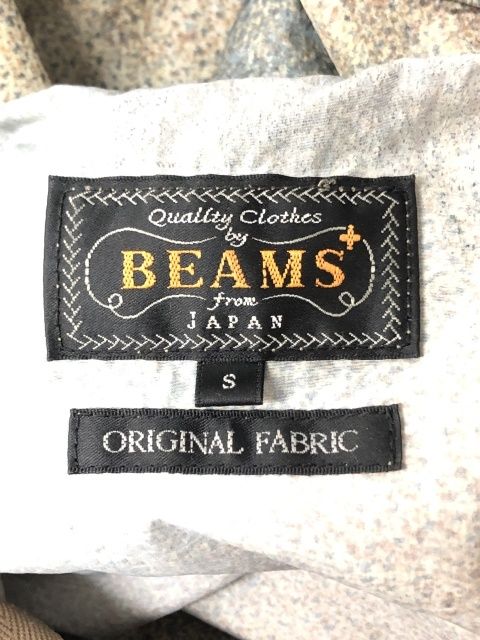 Quality Clothes
by
BEAMS+
from
JAPAN
S
ORIGINAL FABRIC